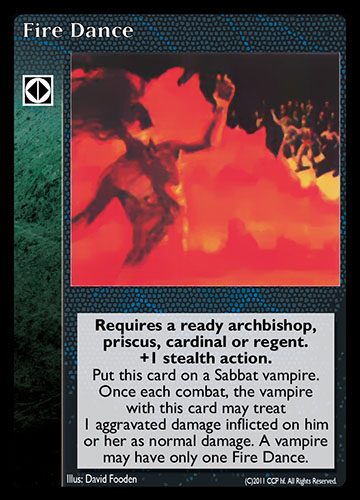 Fire Dance
Requires a ready archbishop,
priscus, cardinal or regent.
+1 stealth action.
Put this card on a Sabbat vampire.
Once each combat, the vampire
with this card may treat
1 aggravated damage inflicted on him
or her as normal damage. A vampire
may have only one Fire Dance.
Illus: David Fooden
(C)2011 CCP hf. All Rights Reserved.